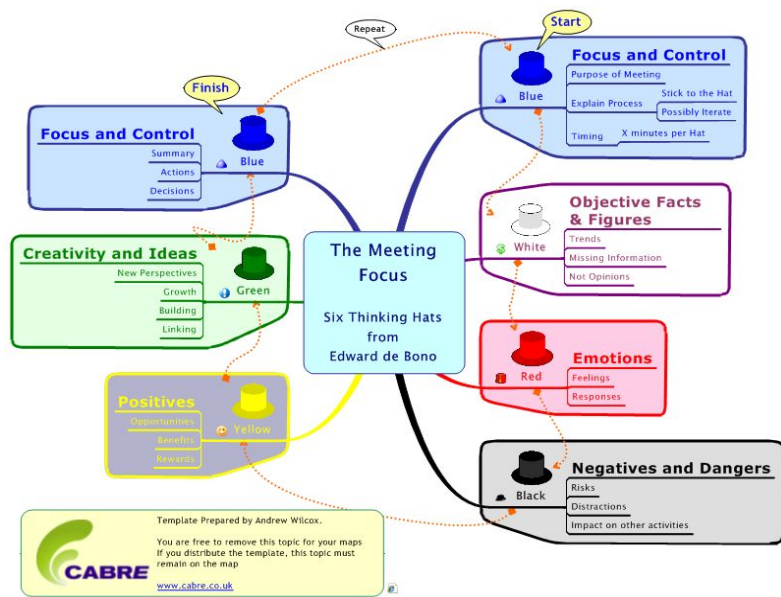 Repeat
Start
Focus and Control
Blue
Purpose of Meeting
Explain Process
Stick to the Hat
Possibly Iterate
Timing
X minutes per Hat
Finish
Focus and Control
Blue
Summary
Actions
Decisions
Objective Facts
& Figures
White
Trends
Missing Information
Not Opinions
Creativity and Ideas
Green
New Perspectives
Growth
Building
Linking
The Meeting
Focus
Six Thinking Hats
from
Edward de Bono
Emotions
Red
Feelings
Responses
Positives
Yellow
Opportunities
Benefits
Rewards
Negatives and Dangers
Black
Risks
Distractions
Impact on other activities
CABRE
Template Prepared by Andrew Wilcox.
You are free to remove this topic for your maps
If you distribute the template, this topic must
remain on the map
www.cabre.co.uk